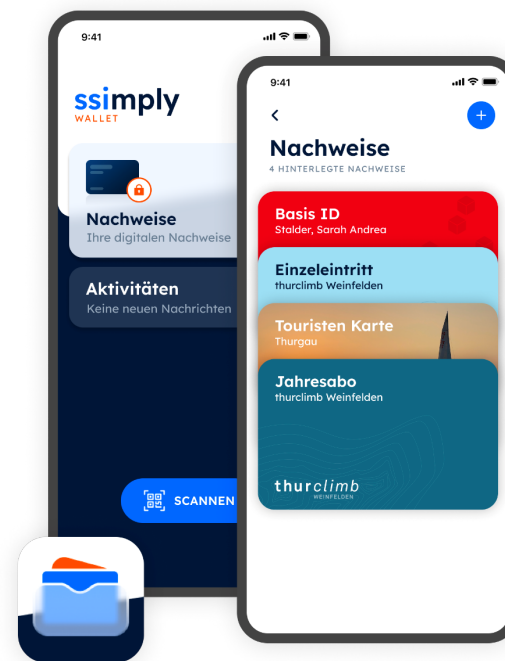 9:41
ssimply
WALLET
Nachweise
Ihre digitalen Nachweise
Aktivitäten
Keine neuen Nachrichten
SCANNEN
9:41
Nachweise
4 HINTERLEGTE NACHWEISE
Basis ID
Stalder, Sarah Andrea
Einzeleintritt
thurclimb Weinfelden
Touristen Karte
Thurgau
Jahresabo
thurclimb Weinfelden
thurclimb
WEINFELDEN